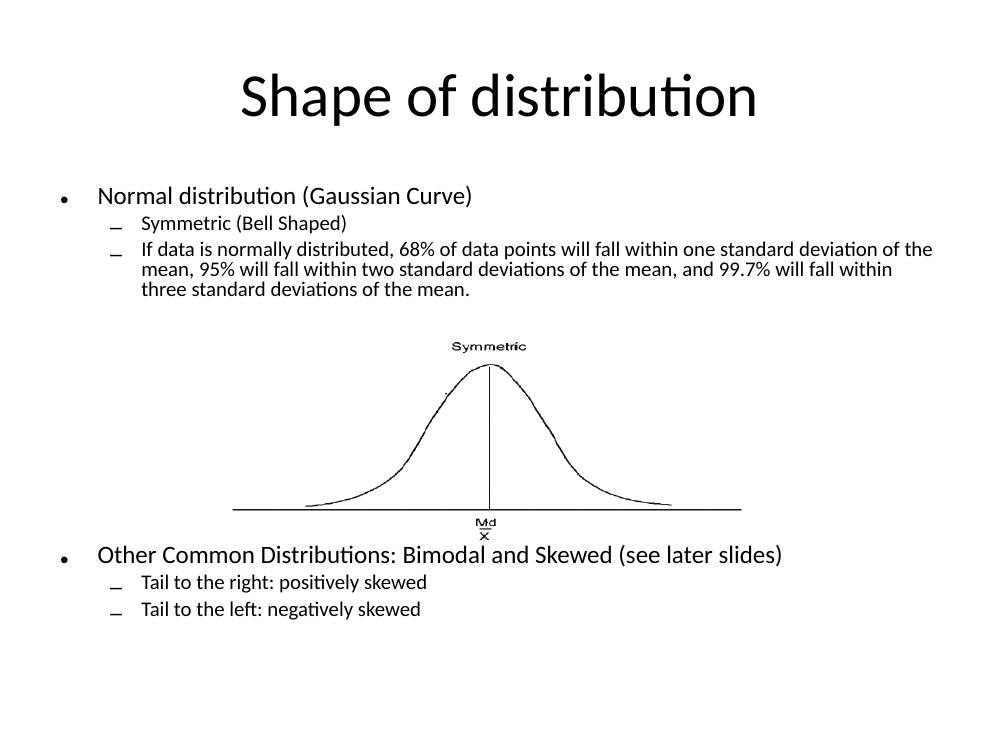 Shape of distribution
• Normal distribution (Gaussian Curve)
– Symmetric (Bell Shaped)
– If data is normally distributed, 68% of data points will fall within one standard deviation of the
mean, 95% will fall within two standard deviations of the mean, and 99.7% will fall within
three standard deviations of the mean.
Symmetric
Md
X̅
• Other Common Distributions: Bimodal and Skewed (see later slides)
– Tail to the right: positively skewed
– Tail to the left: negatively skewed